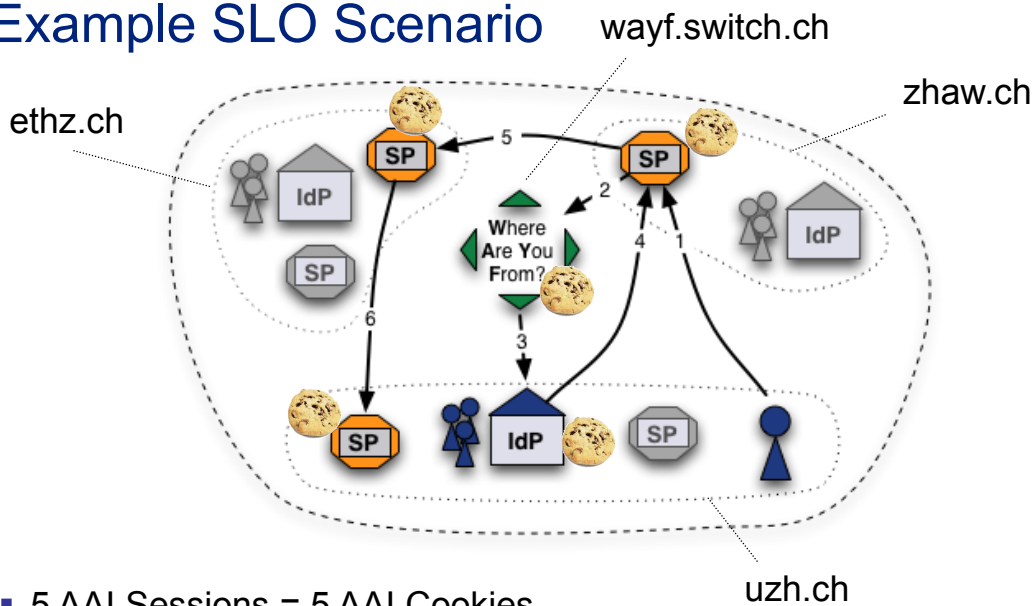 Example SLO Scenario
wayf.switch.ch
zhaw.ch
ethz.ch
SP
5
SP
IdP
2
Where
Are You
From?
4
1
IdP
SP
6
3
SP
IdP
SP
uzh.ch
5 AAI Sessions = 5 AAI Cookies